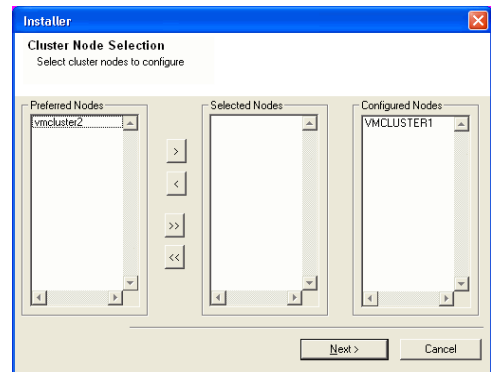 Installer
Cluster Node Selection
Select cluster nodes to configure
Preferred Nodes
vmcluster2
>
<
>>
<<
Selected Nodes
Configured Nodes
VMCLUSTER1
Next >
Cancel